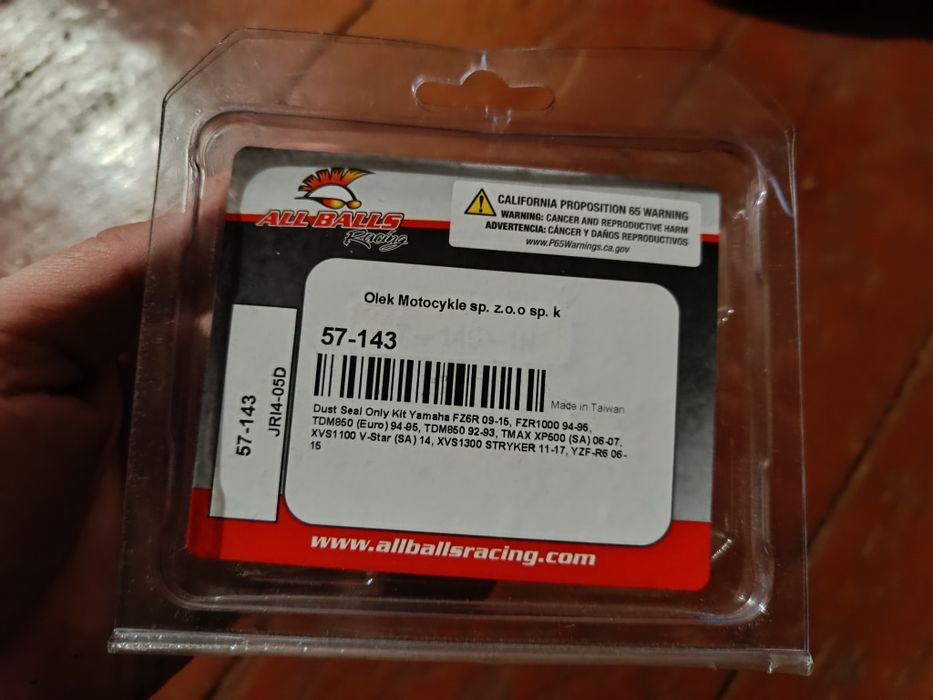 ALL BALLS
Racing
CALIFORNIA PROPOSITION 65 WARNING
WARNING: CANCER AND REPRODUCTIVE HARM
ADVERTENCIA: CÁNCER Y DAÑOS REPRODUCTIVOS
www.P65Warnings.ca.gov
Olek Motocykle sp. z.o.o sp. k
57-143
Made in Taiwan
Dust Seal Only Kit Yamaha FZ6R 09-15, FZR1000 94-95,
TDM850 (Euro) 94-95, TDM850 92-93, TMAX XP500 (SA) 06-07,
XVS1100 V-Star (SA) 14, XVS1300 STRYKER 11-17, YZF-R6 06-
15
57-143
JRI4-05D
www.allballsracing.com